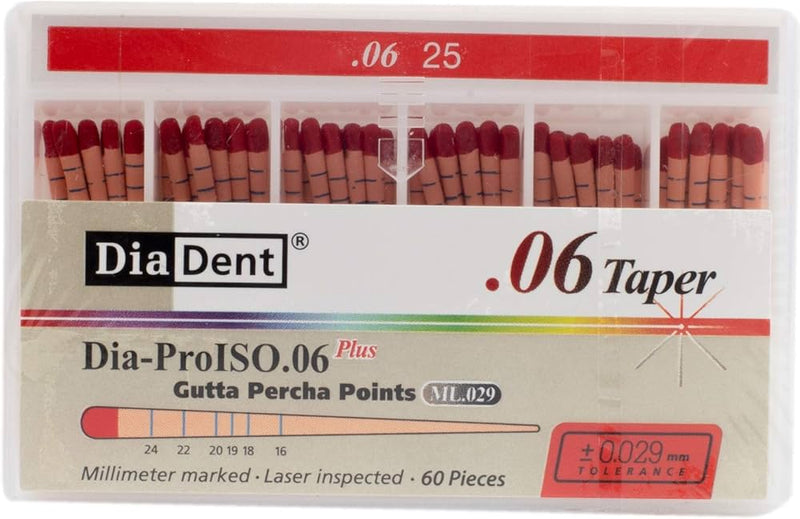 .06 25
DiaDent®
.06 Taper
Dia-ProISO.06 Plus
Gutta Percha Points ML.029
24 22 20 19 18 16
± 0.029 mm
TOLERANCE
Millimeter marked · Laser inspected · 60 Pieces